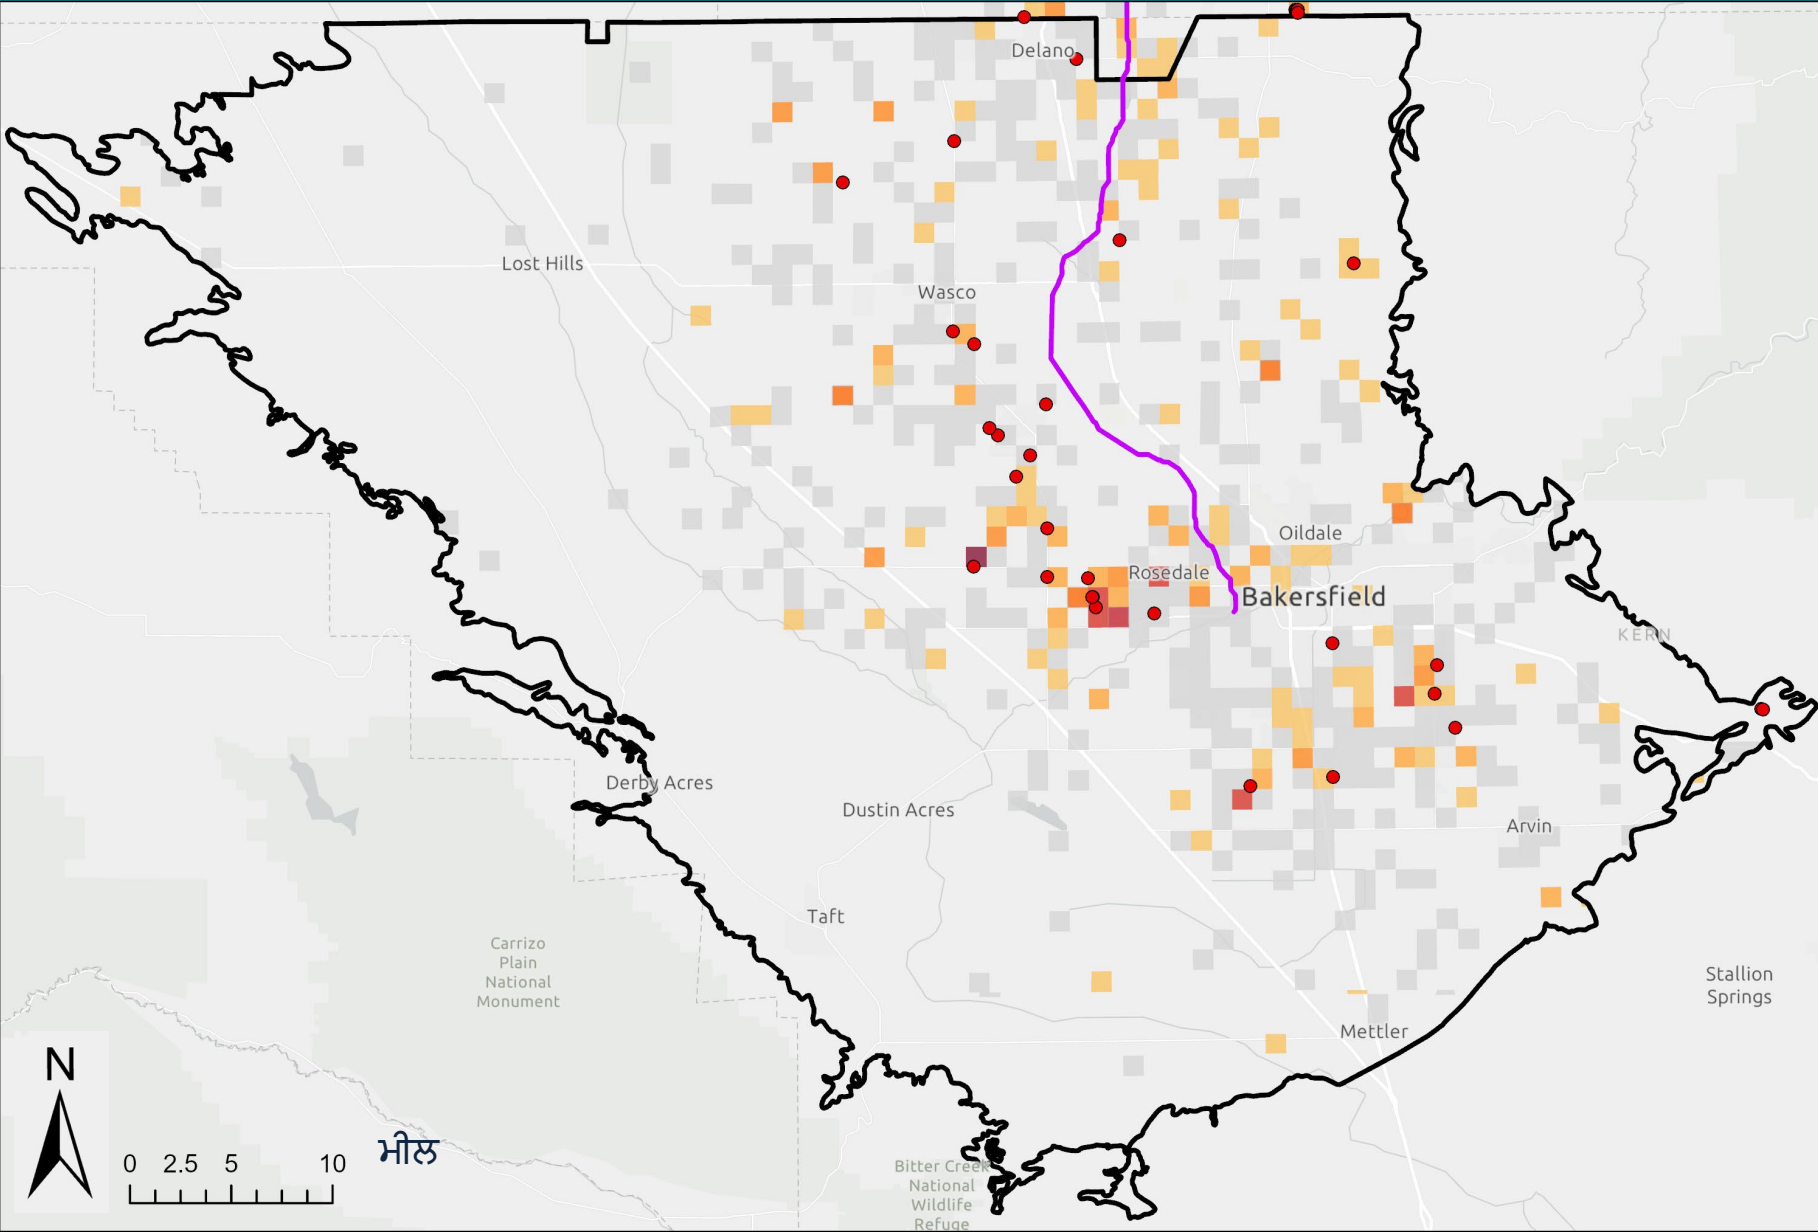 Delano
Lost Hills
Wasco
Oildale
Rosedale
Bakersfield
KERN
Derby Acres
Dustin Acres
Arvin
Taft
Carrizo
Plain
National
Monument
Stallion
Springs
Mettler
N
0 2.5 5 10 ਮੀਲ
Bitter Creek
National
Wildlife
Refuge